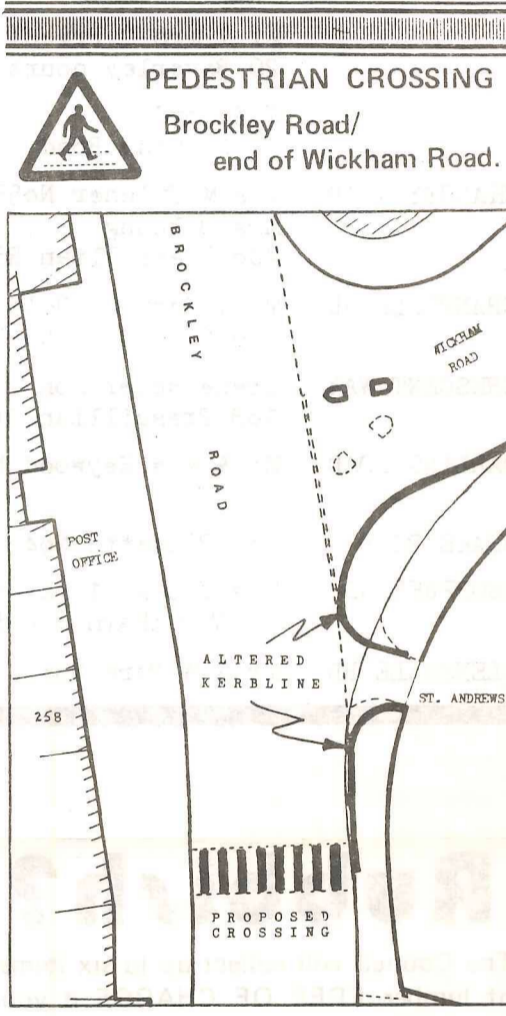 PEDESTRIAN CROSSING
Brockley Road/
end of Wickham Road.
BROCKLEY
ROAD
WICKHAM
ROAD
POST
OFFICE
ALTERED
KERBLINE
ST. ANDREWS
258
PROPOSED
CROSSING